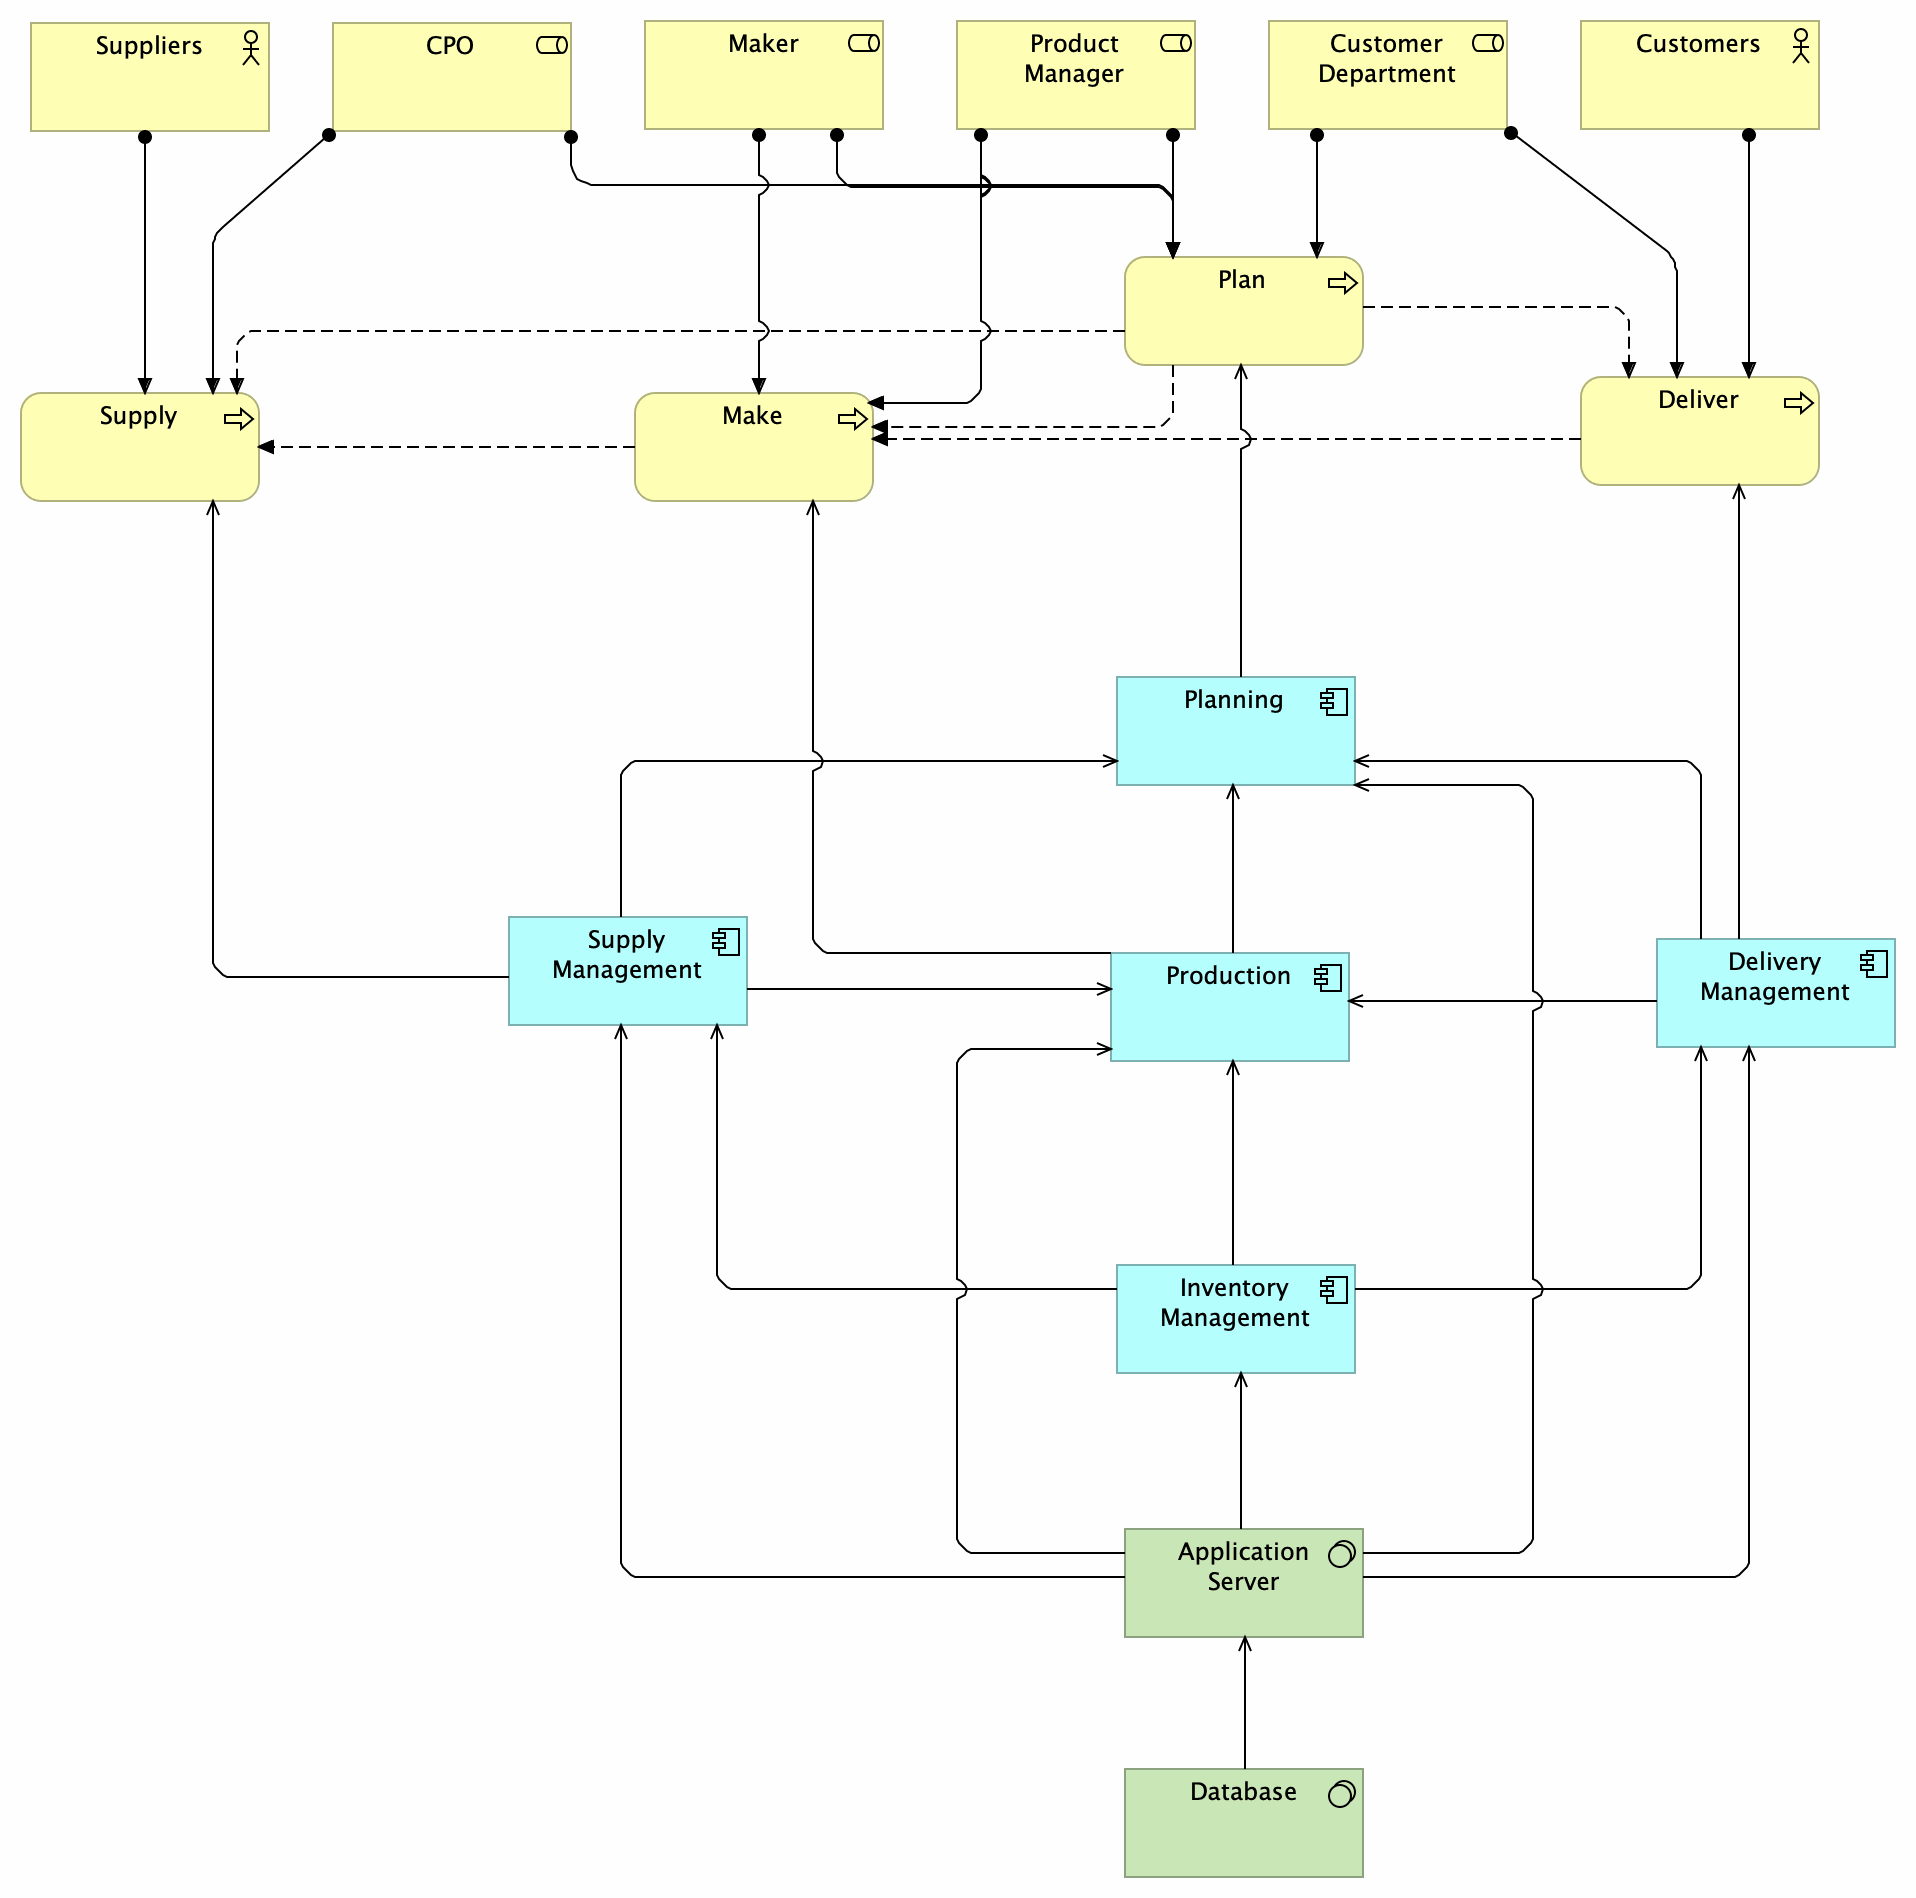 Suppliers
CPO
Maker
Product
Manager
Customer
Department
Customers
Plan
Supply
Make
Deliver
Planning
Supply
Management
Production
Delivery
Management
Inventory
Management
Application
Server
Database